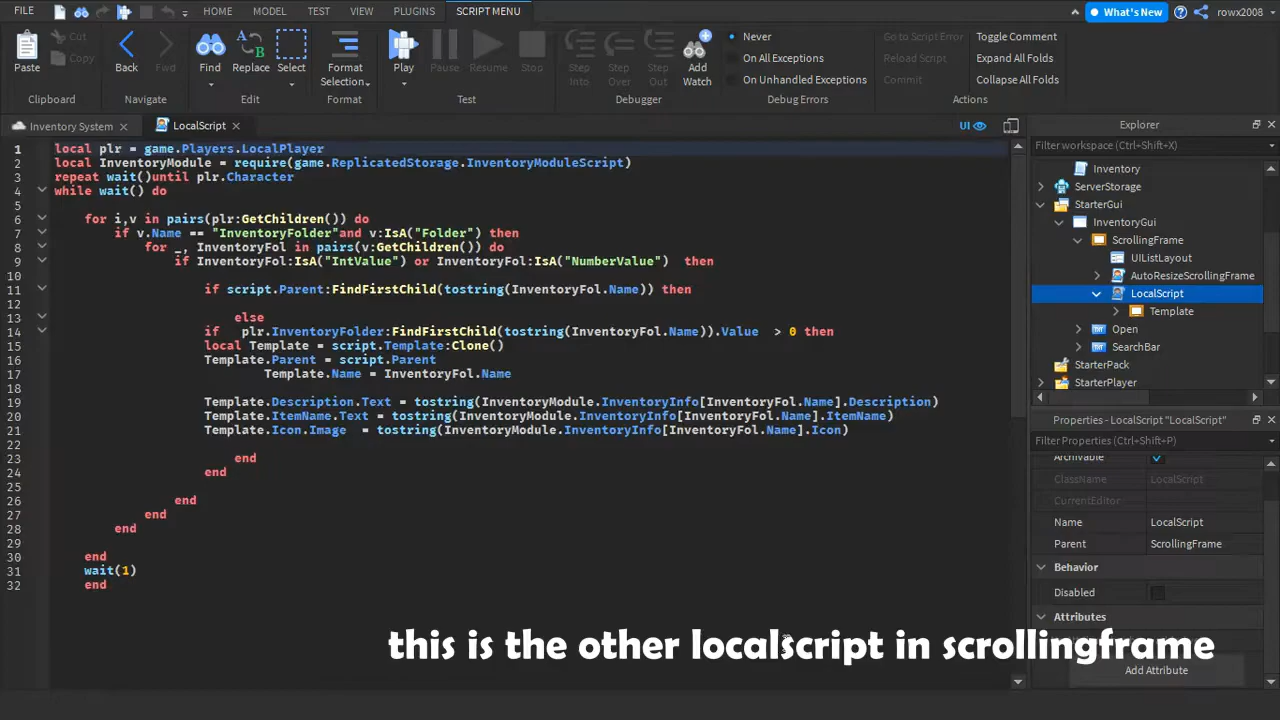 FILE HOME MODEL TEST VIEW PLUGINS SCRIPT MENU What's New rowx2008
Paste Cut Copy Back Fwd Find Replace Select Format Selection Play Pause Resume Stop Step Into Step Over Step Out Add Watch
Never
On All Exceptions
On Unhandled Exceptions
Go to Script Error
Reload Script
Commit
Toggle Comment
Expand All Folds
Collapse All Folds
Clipboard Navigate Edit Format Test Debugger Debug Errors Actions
Inventory System LocalScript UI
1 local plr = game.Players.LocalPlayer
2 local InventoryModule = require(game.ReplicatedStorage.InventoryModuleScript)
3 repeat wait()until plr.Character
4 while wait() do
5
6 for i,v in pairs(plr:GetChildren()) do
7 if v.Name == "InventoryFolder"and v:IsA("Folder") then
8 for _, InventoryFol in pairs(v:GetChildren()) do
9 if InventoryFol:IsA("IntValue") or InventoryFol:IsA("NumberValue") then
10
11 if script.Parent:FindFirstChild(tostring(InventoryFol.Name)) then
12
13 else
14 if plr.InventoryFolder:FindFirstChild(tostring(InventoryFol.Name)).Value > 0 then
15 local Template = script.Template:Clone()
16 Template.Parent = script.Parent
17 Template.Name = InventoryFol.Name
18
19 Template.Description.Text = tostring(InventoryModule.InventoryInfo[InventoryFol.Name].Description)
20 Template.ItemName.Text = tostring(InventoryModule.InventoryInfo[InventoryFol.Name].ItemName)
21 Template.Icon.Image = tostring(InventoryModule.InventoryInfo[InventoryFol.Name].Icon)
22
23 end
24 end
25
26 end
27 end
28 end
29
30 end
31 wait(1)
32 end
Explorer
Filter workspace (Ctrl+Shift+X)
Inventory
ServerStorage
StarterGui
InventoryGui
ScrollingFrame
UIListLayout
AutoResizeScrollingFrame
LocalScript
Template
Open
SearchBar
StarterPack
StarterPlayer
Properties - LocalScript "LocalScript"
Filter Properties (Ctrl+Shift+P)
Archivable
ClassName LocalScript
CurrentEditor
Name LocalScript
Parent ScrollingFrame
Behavior
Disabled
Attributes
Add Attribute
this is the other localscript in scrollingframe